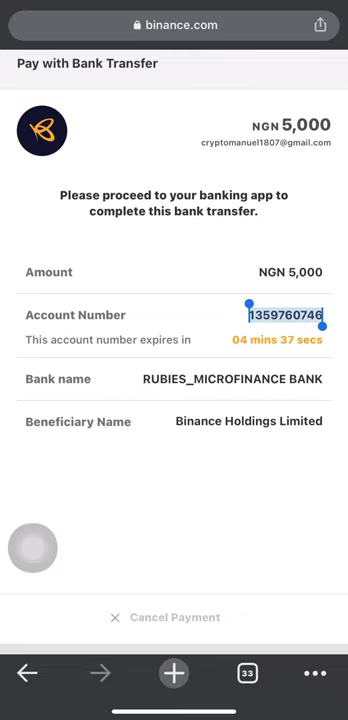 binance.com
Pay with Bank Transfer
NGN 5,000
cryptomanuel1807@gmail.com
Please proceed to your banking app to
complete this bank transfer.
Amount NGN 5,000
Account Number 1359760746
This account number expires in 04 mins 37 secs
Bank name RUBIES_MICROFINANCE BANK
Beneficiary Name Binance Holdings Limited
Cancel Payment
33